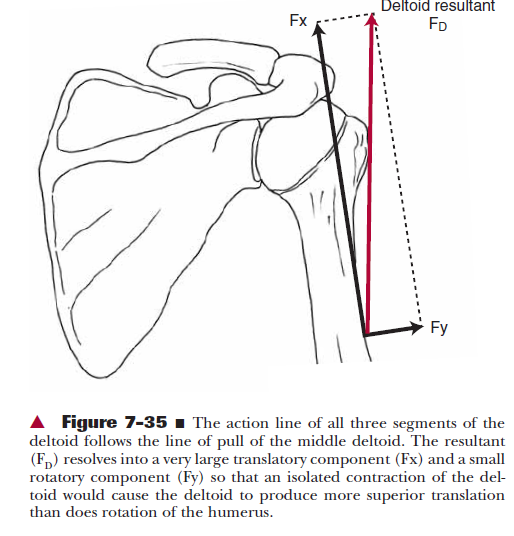 Deltoid resultant
Fx
FD
Fy
▲ Figure 7-35 ■ The action line of all three segments of the
deltoid follows the line of pull of the middle deltoid. The resultant
(FD) resolves into a very large translatory component (Fx) and a small
rotatory component (Fy) so that an isolated contraction of the del-
toid would cause the deltoid to produce more superior translation
than does rotation of the humerus.